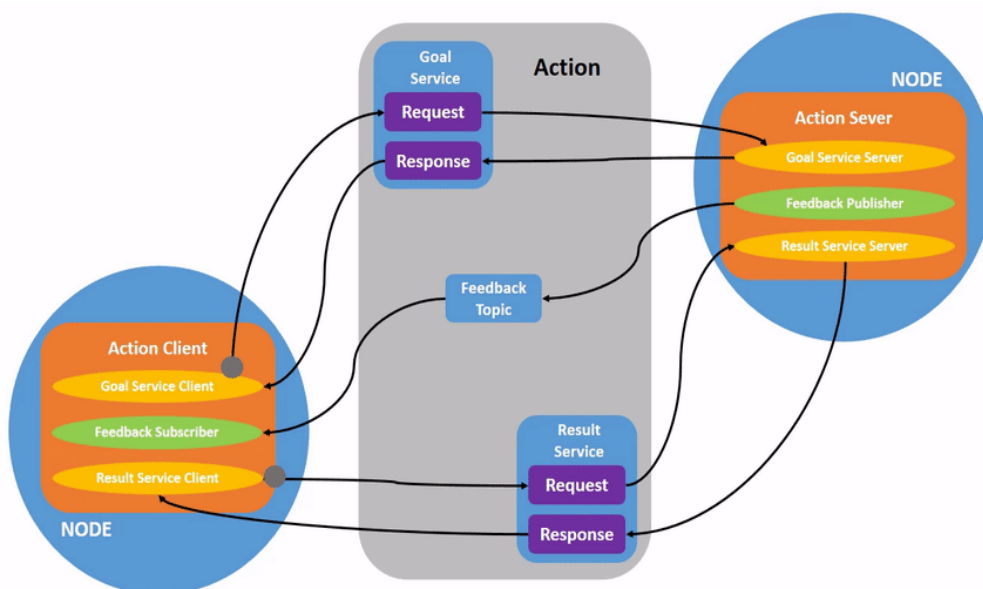 Goal
Service
Request
Response
Action
NODE
Action Sever
Goal Service Server
Feedback Publisher
Result Service Server
Feedback
Topic
Action Client
Goal Service Client
Feedback Subscriber
Result Service Client
NODE
Result
Service
Request
Response